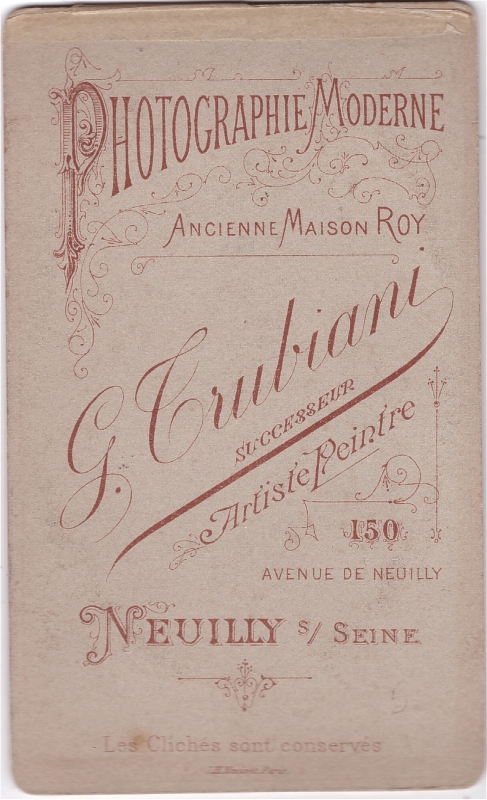 PHOTOGRAPHIE MODERNE
ANCIENNE MAISON ROY
G. Trubiani
SUCCESSEUR
Artiste Peintre
150
AVENUE DE NEUILLY
NEUILLY S/ SEINE
Les Clichés sont conservés
Paris